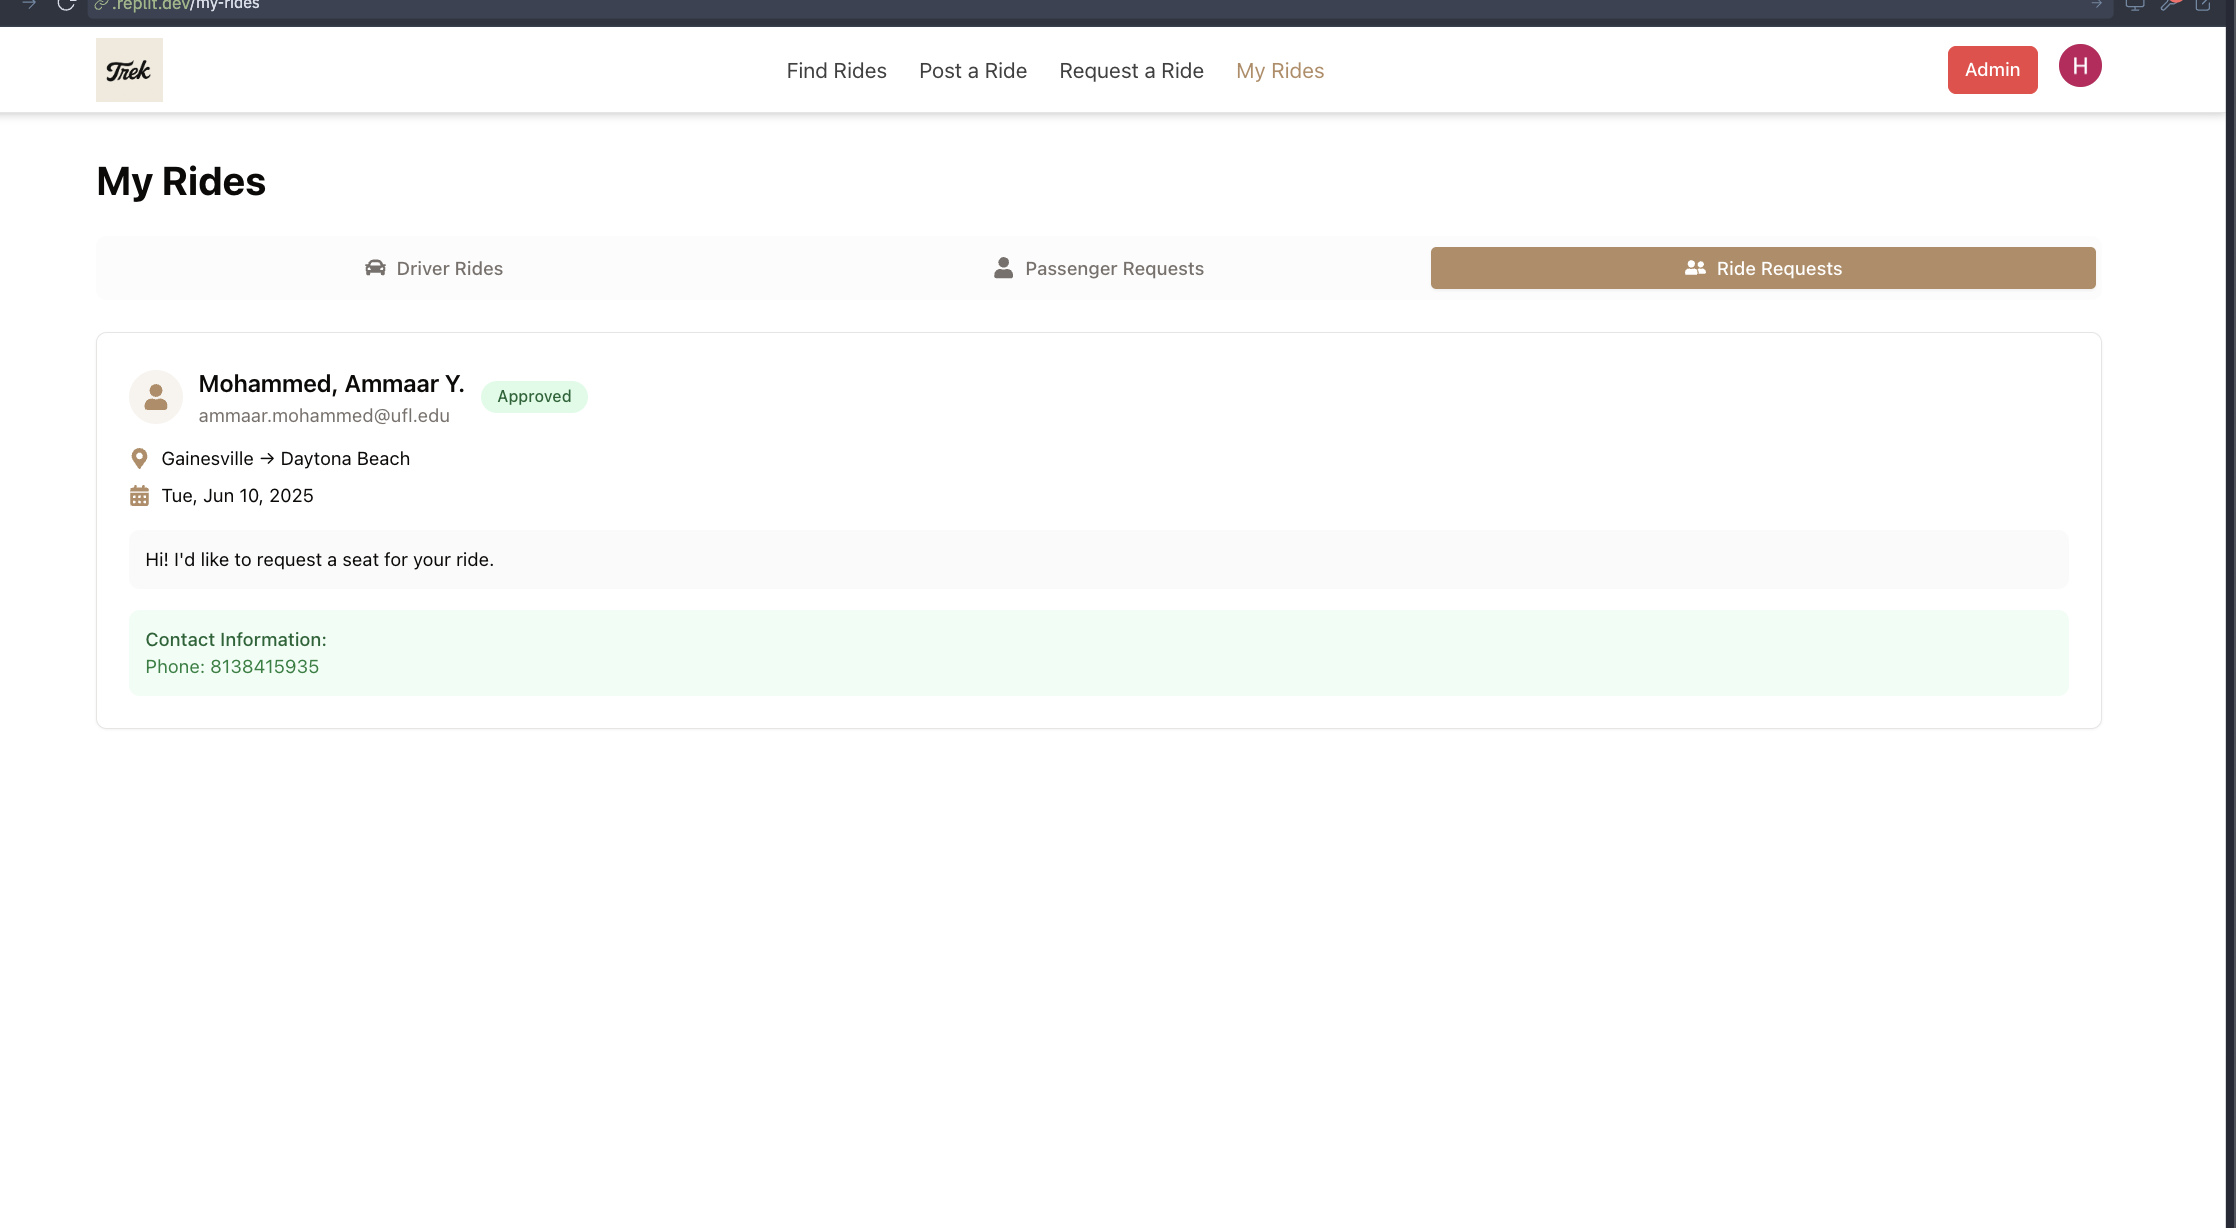 .replit.dev/my-rides
Trek
Find Rides
Post a Ride
Request a Ride
My Rides
Admin
H
My Rides
Driver Rides
Passenger Requests
Ride Requests
Mohammed, Ammaar Y.
Approved
ammaar.mohammed@ufl.edu
Gainesville → Daytona Beach
Tue, Jun 10, 2025
Hi! I'd like to request a seat for your ride.
Contact Information:
Phone: 8138415935